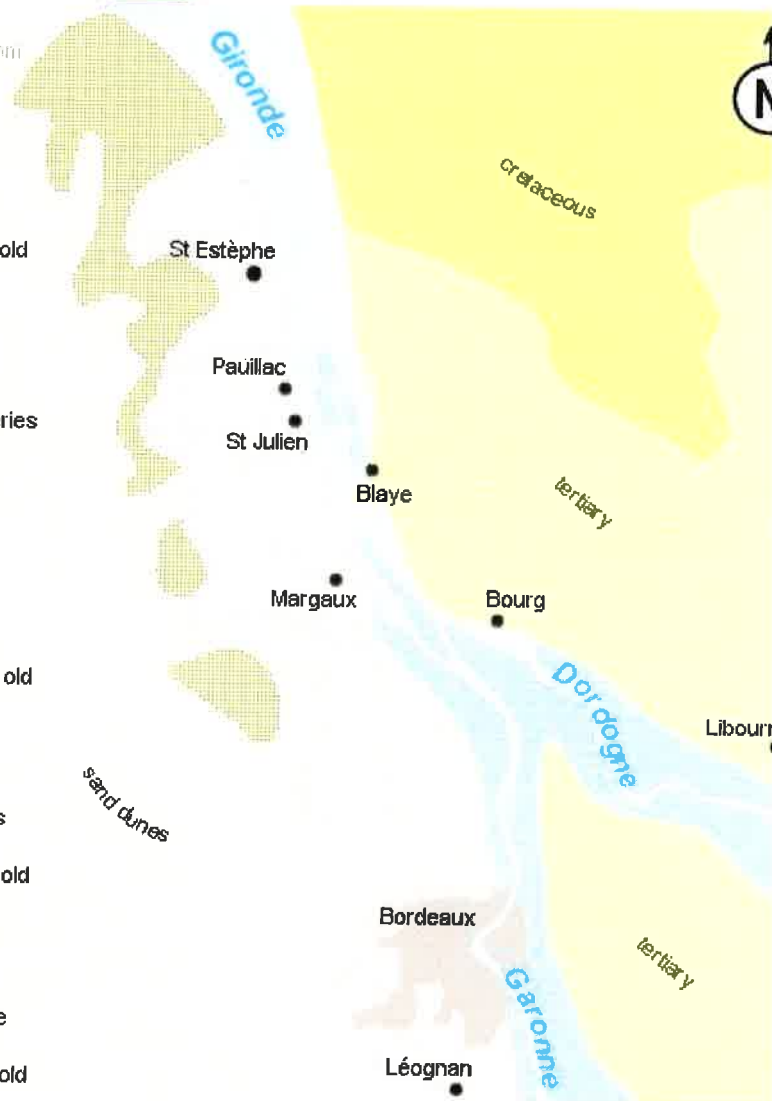 Gironde
N
cretaceous
old
St Estèphe
Pauillac
ries
St Julien
Blaye
tertiary
Margaux
Bourg
old
Dordogne
Libourn
sand dunes
s
old
Bordeaux
tertiary
Garonne
e
Léognan
old